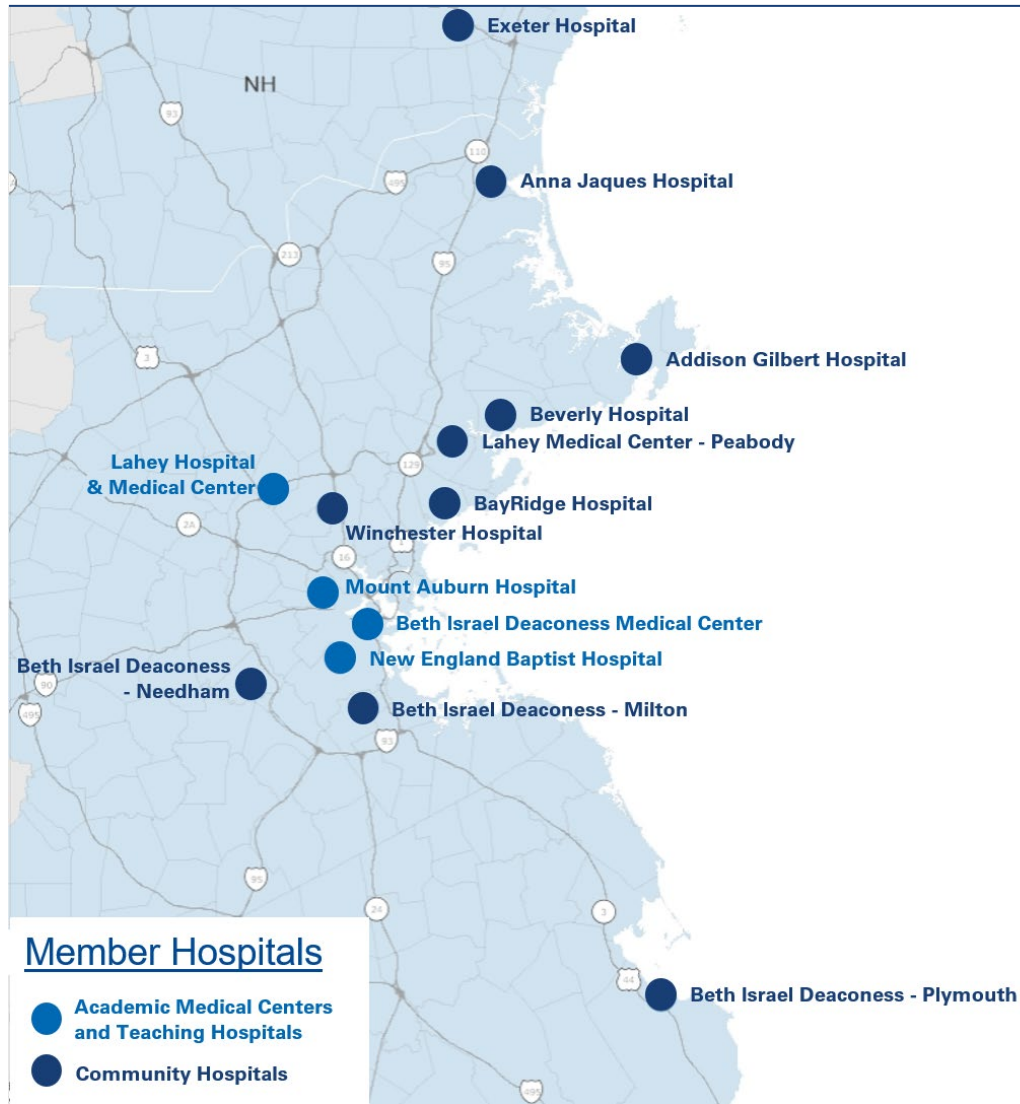 Exeter Hospital
NH
93
110
495
Anna Jaques Hospital
213
95
3
Addison Gilbert Hospital
Beverly Hospital
Lahey Medical Center - Peabody
129
Lahey Hospital
& Medical Center
BayRidge Hospital
2A
Winchester Hospital
1
16
Mount Auburn Hospital
Beth Israel Deaconess Medical Center
New England Baptist Hospital
Beth Israel Deaconess
- Needham
90
495
Beth Israel Deaconess - Milton
93
95
24
3
Member Hospitals
44
Beth Israel Deaconess - Plymouth
Academic Medical Centers
and Teaching Hospitals
Community Hospitals
495